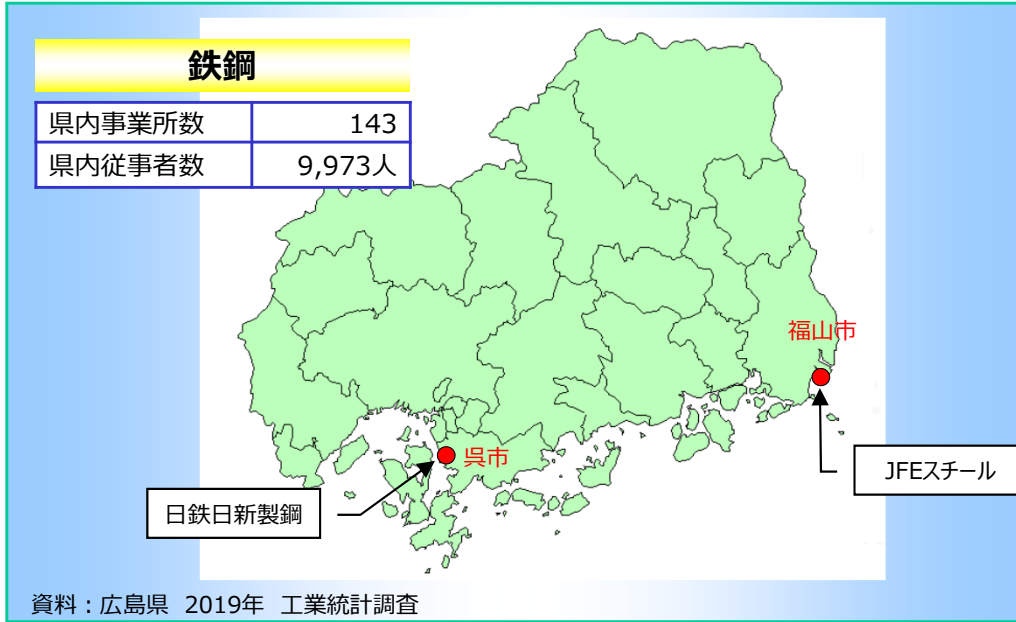 鉄鋼
県内事業所数 143
県内従事者数 9,973人
福山市
呉市
JFEスチール
日鉄日新製鋼
資料：広島県 2019年 工業統計調査